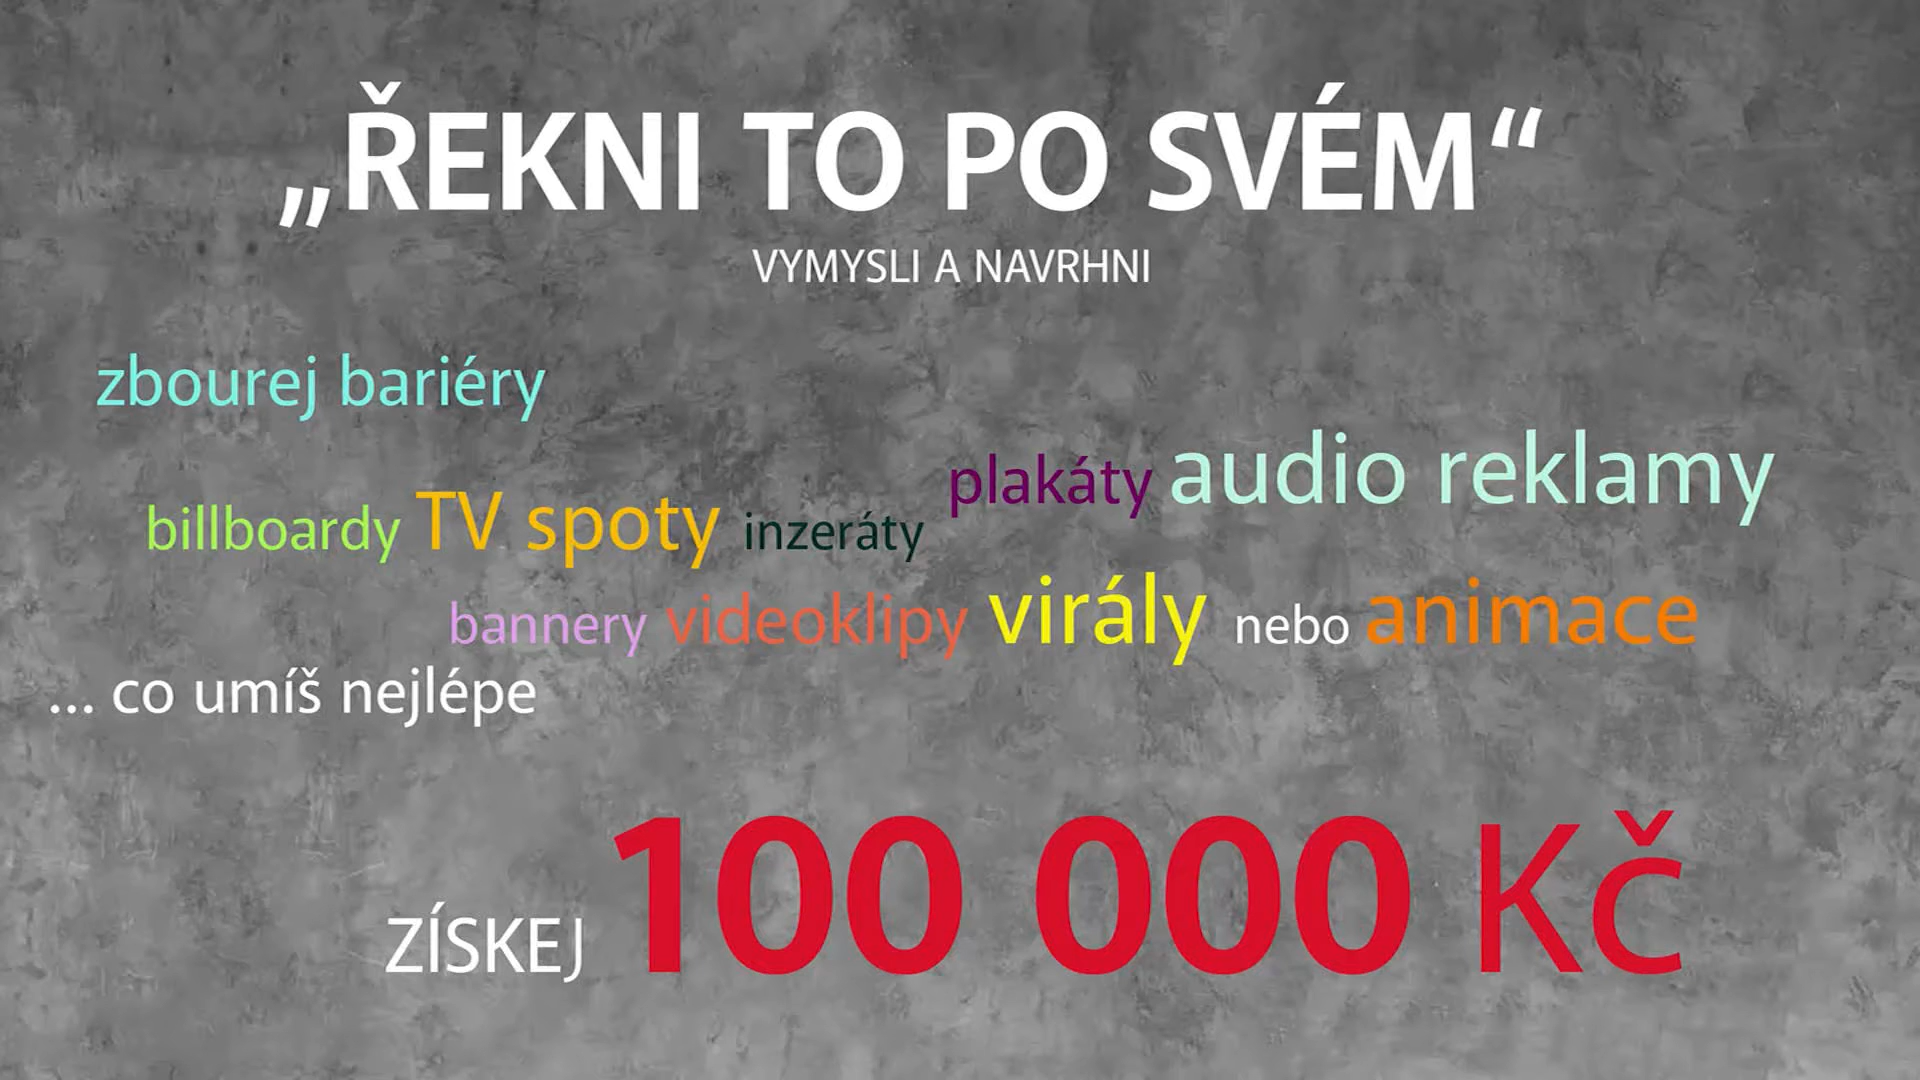 „ŘEKNI TO PO SVÉM“
VYMYSLI A NAVRHNI
zbourej bariéry
plakáty audio reklamy
billboardy TV spoty inzeráty
bannery videoklipy virály nebo animace
... co umíš nejlépe
ZÍSKEJ 100 000 Kč